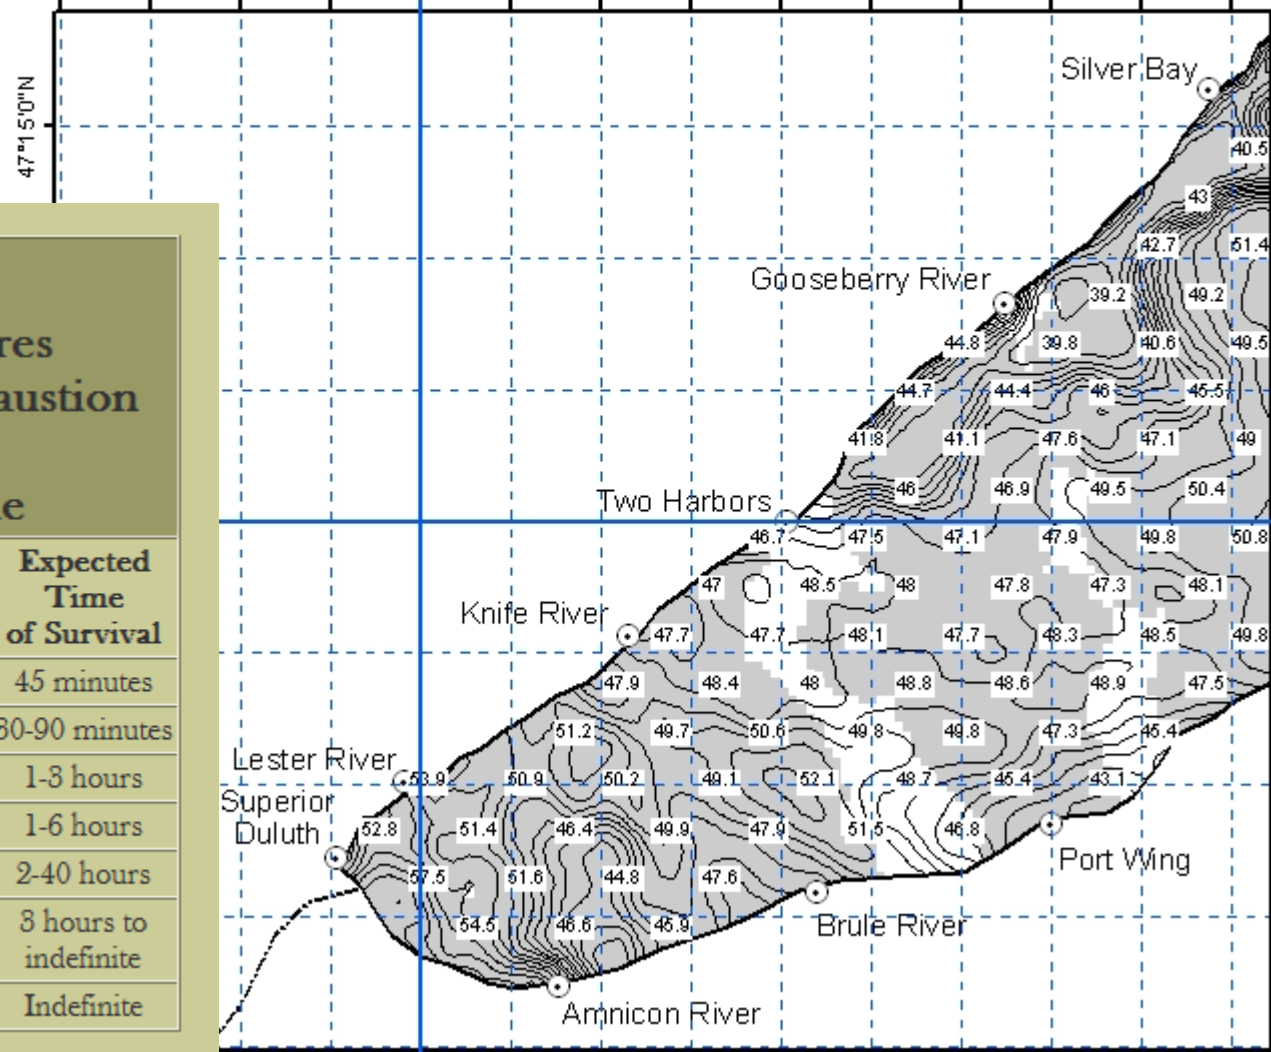 47°15'0"N
res
austion
e
Expected
Time
of Survival
45 minutes
30-90 minutes
1-3 hours
1-6 hours
2-40 hours
3 hours to
indefinite
Indefinite
Silver Bay
40.5
43
42.7 51.4
Gooseberry River
39.2 49.2
44.8 39.8 40.6 49.5
44.7 44.4 46 45.5
41.8 41.1 47.6 47.1 49
46 46.9 49.5 50.4
Two Harbors
46.7 47.5 47.1 47.9 49.8 50.8
47 48.5 48 47.8 47.3 48.1
Knife River
47.7 47.7 48.1 47.7 48.3 48.5 49.8
47.9 48.4 48 48.8 48.6 48.9 47.5
51.2 49.7 50.6 49.8 49.8 47.3 45.4
Lester River
53.9 50.9 50.2 49.1 52.1 48.7 45.4 43.1
Superior
Duluth
52.8 51.4 46.4 49.9 47.9 51.5 46.8
Port Wing
57.5 51.6 44.8 47.6
54.5 46.6 45.9
Brule River
Amnicon River